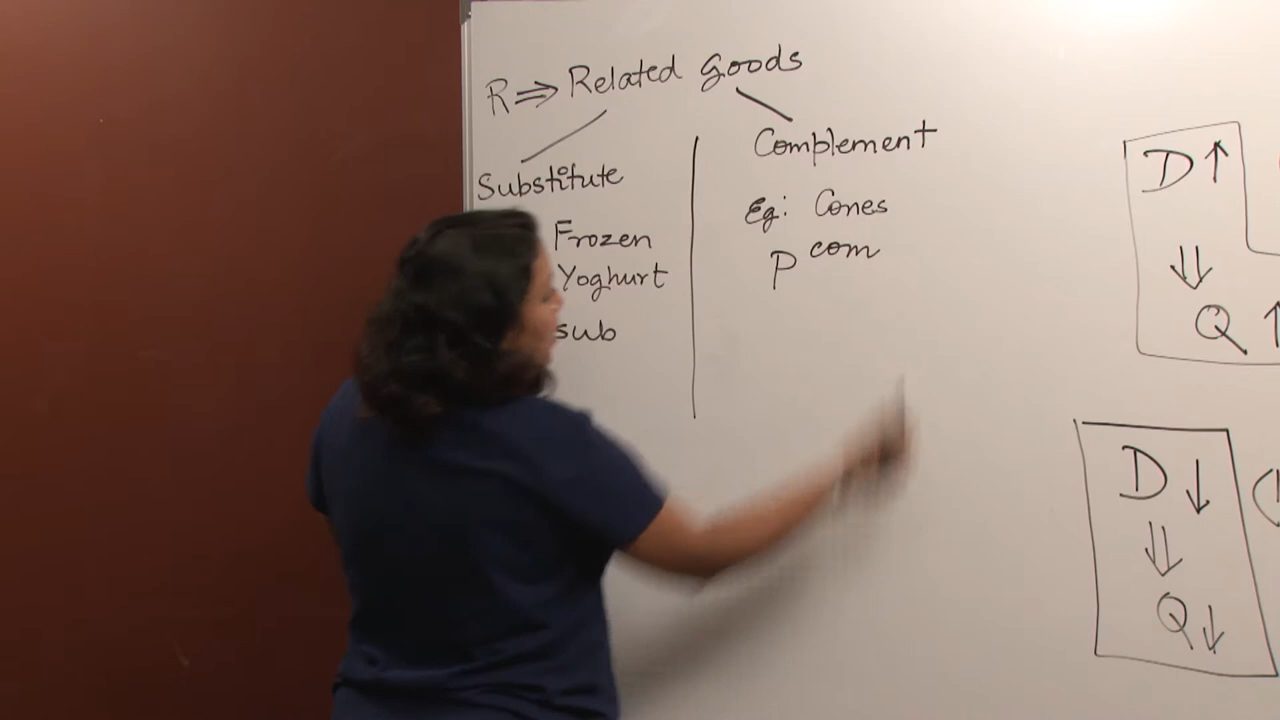 R ⇒ Related goods
Substitute
Frozen
Yoghurt
sub
Complement
Eg: Cones
P com
D ↑
⇓
Q ↑
D ↓
⇓
Q ↓